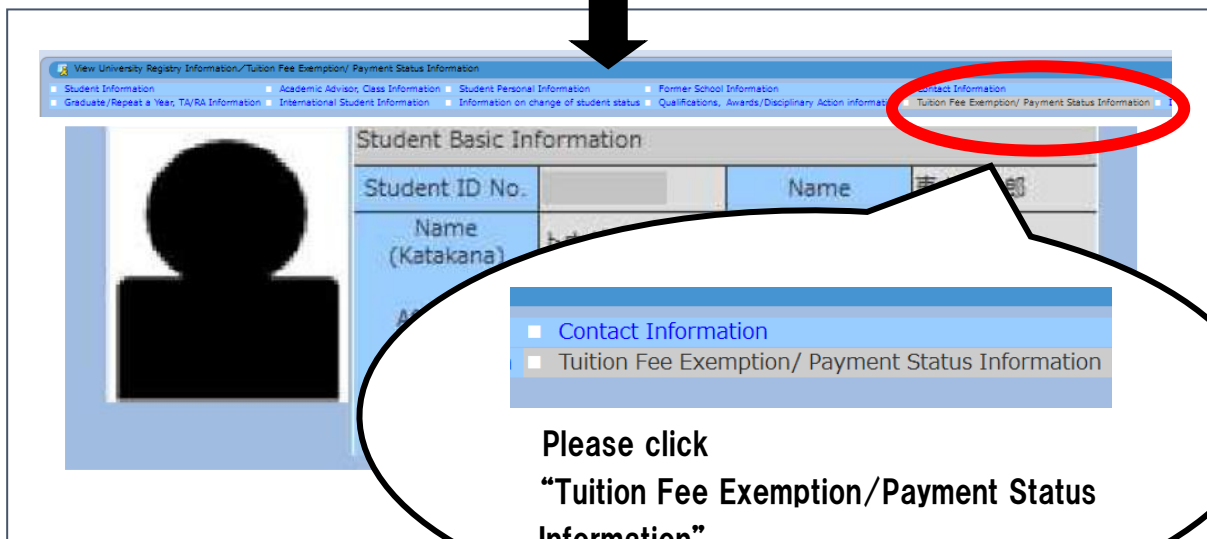 View University Registry Information／Tuition Fee Exemption/ Payment Status Information
Student Information Academic Advisor, Class Information Student Personal Information Former School Information Contact Information
Graduate/Repeat a Year, TA/RA Information International Student Information Information on change of student status Qualifications, Awards/Disciplinary Action information Tuition Fee Exemption/ Payment Status Information
Student Basic Information
Student ID No. Name
Name
(Katakana)
Contact Information
Tuition Fee Exemption/ Payment Status Information
Please click
“Tuition Fee Exemption/Payment Status
Information”